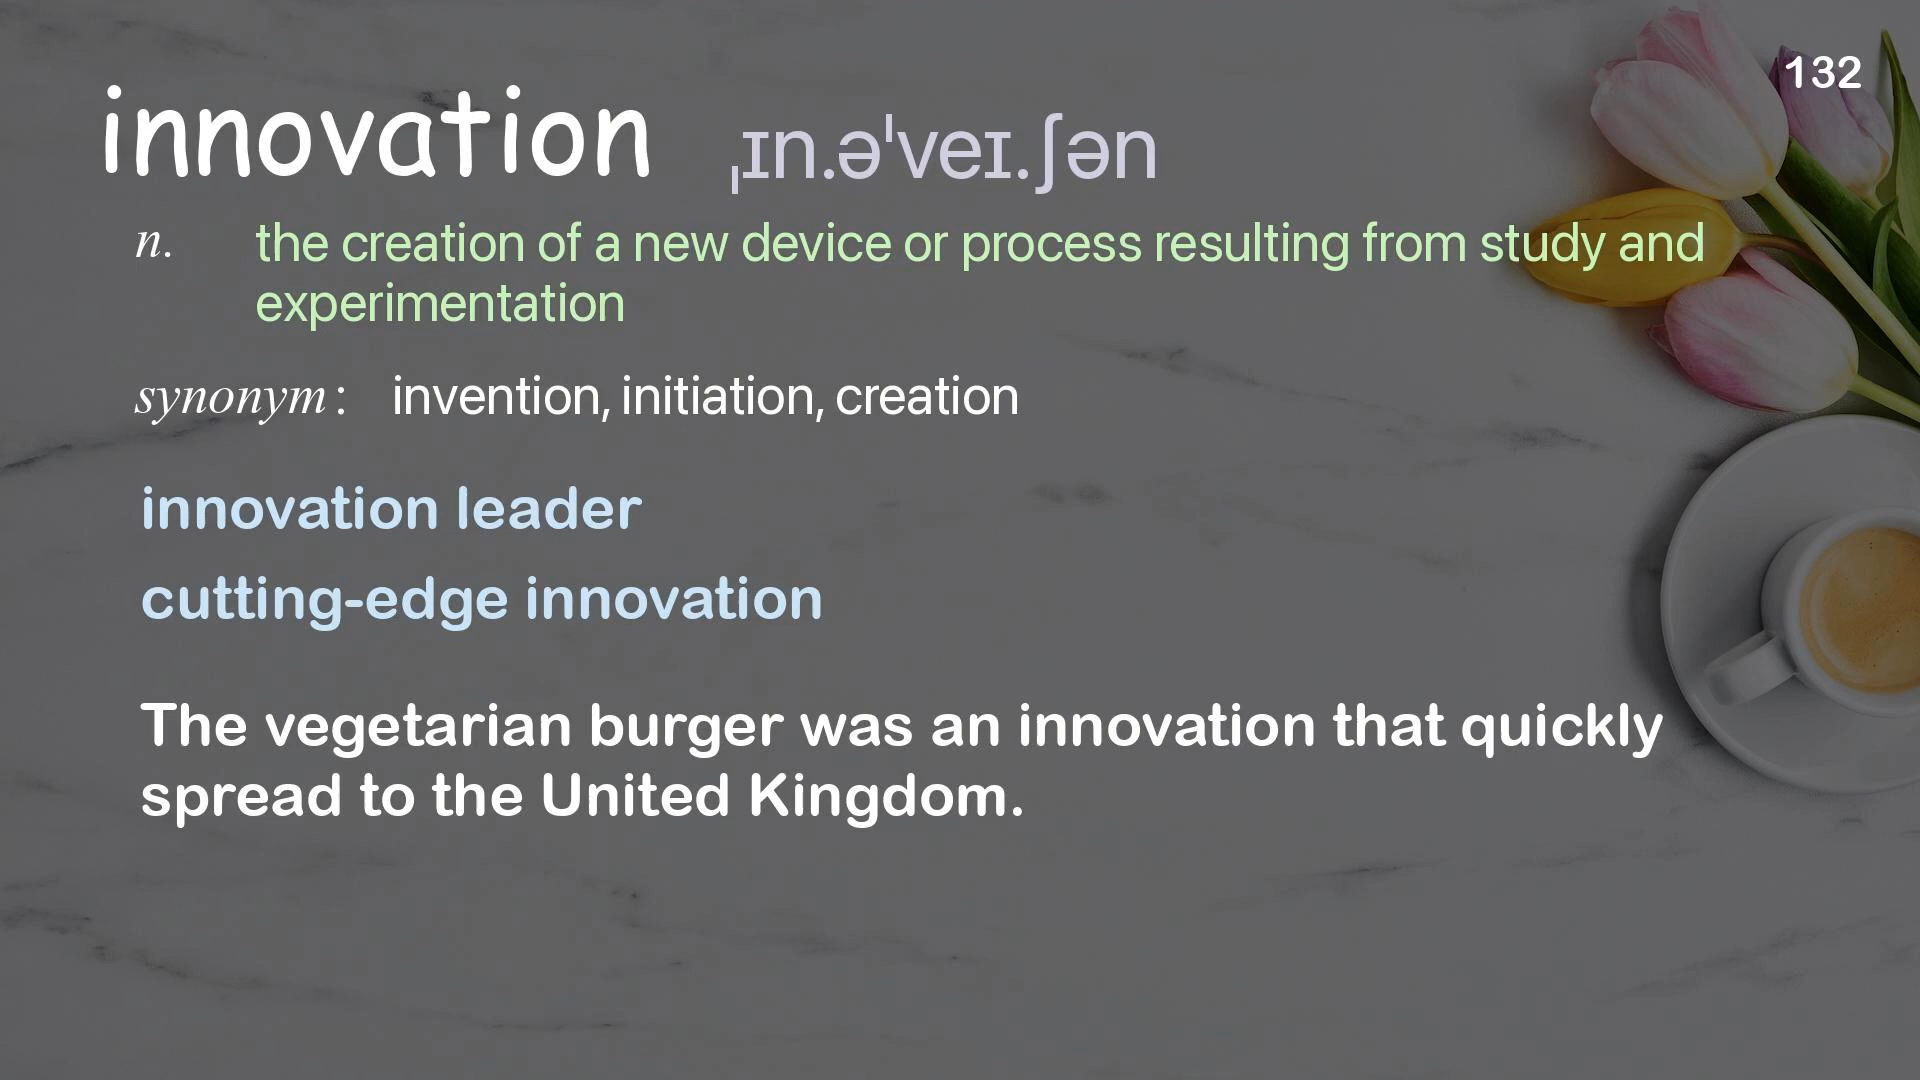 132
innovation ˌɪn.əˈveɪ.ʃən
n. the creation of a new device or process resulting from study and
experimentation
synonym : invention, initiation, creation
innovation leader
cutting-edge innovation
The vegetarian burger was an innovation that quickly
spread to the United Kingdom.